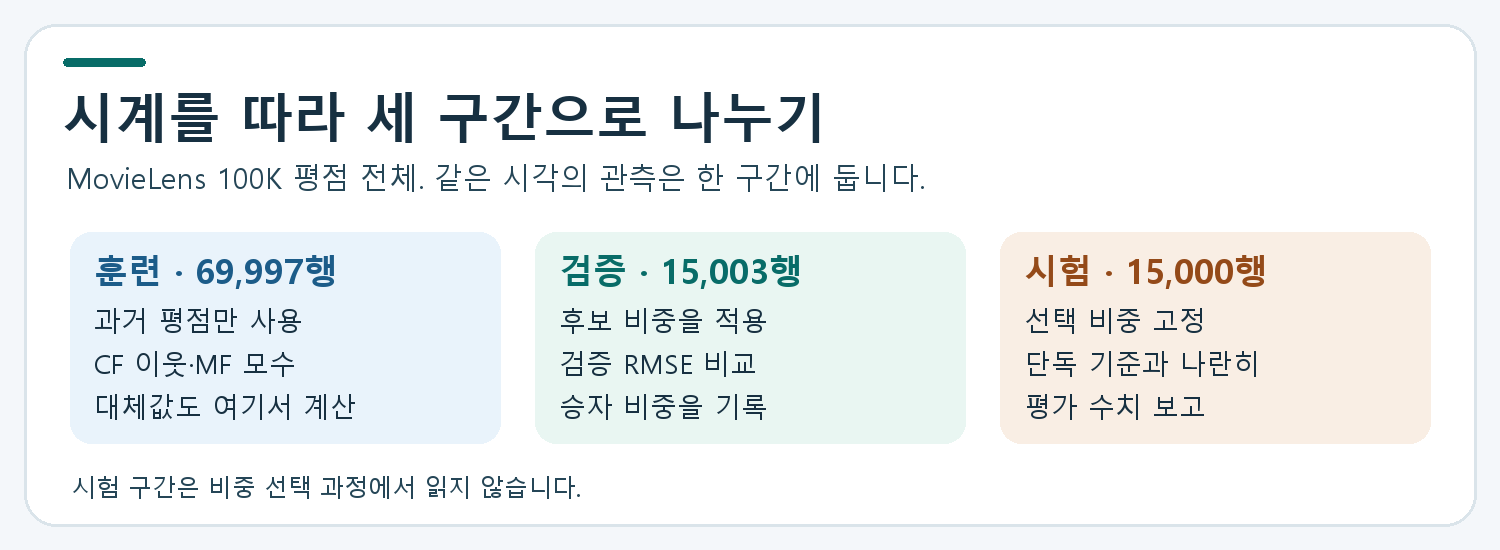 시계를 따라 세 구간으로 나누기
MovieLens 100K 평점 전체. 같은 시각의 관측은 한 구간에 둡니다.
훈련 · 69,997행
과거 평점만 사용
CF 이웃·MF 모수
대체값도 여기서 계산
검증 · 15,003행
후보 비중을 적용
검증 RMSE 비교
승자 비중을 기록
시험 · 15,000행
선택 비중 고정
단독 기준과 나란히
평가 수치 보고
시험 구간은 비중 선택 과정에서 읽지 않습니다.